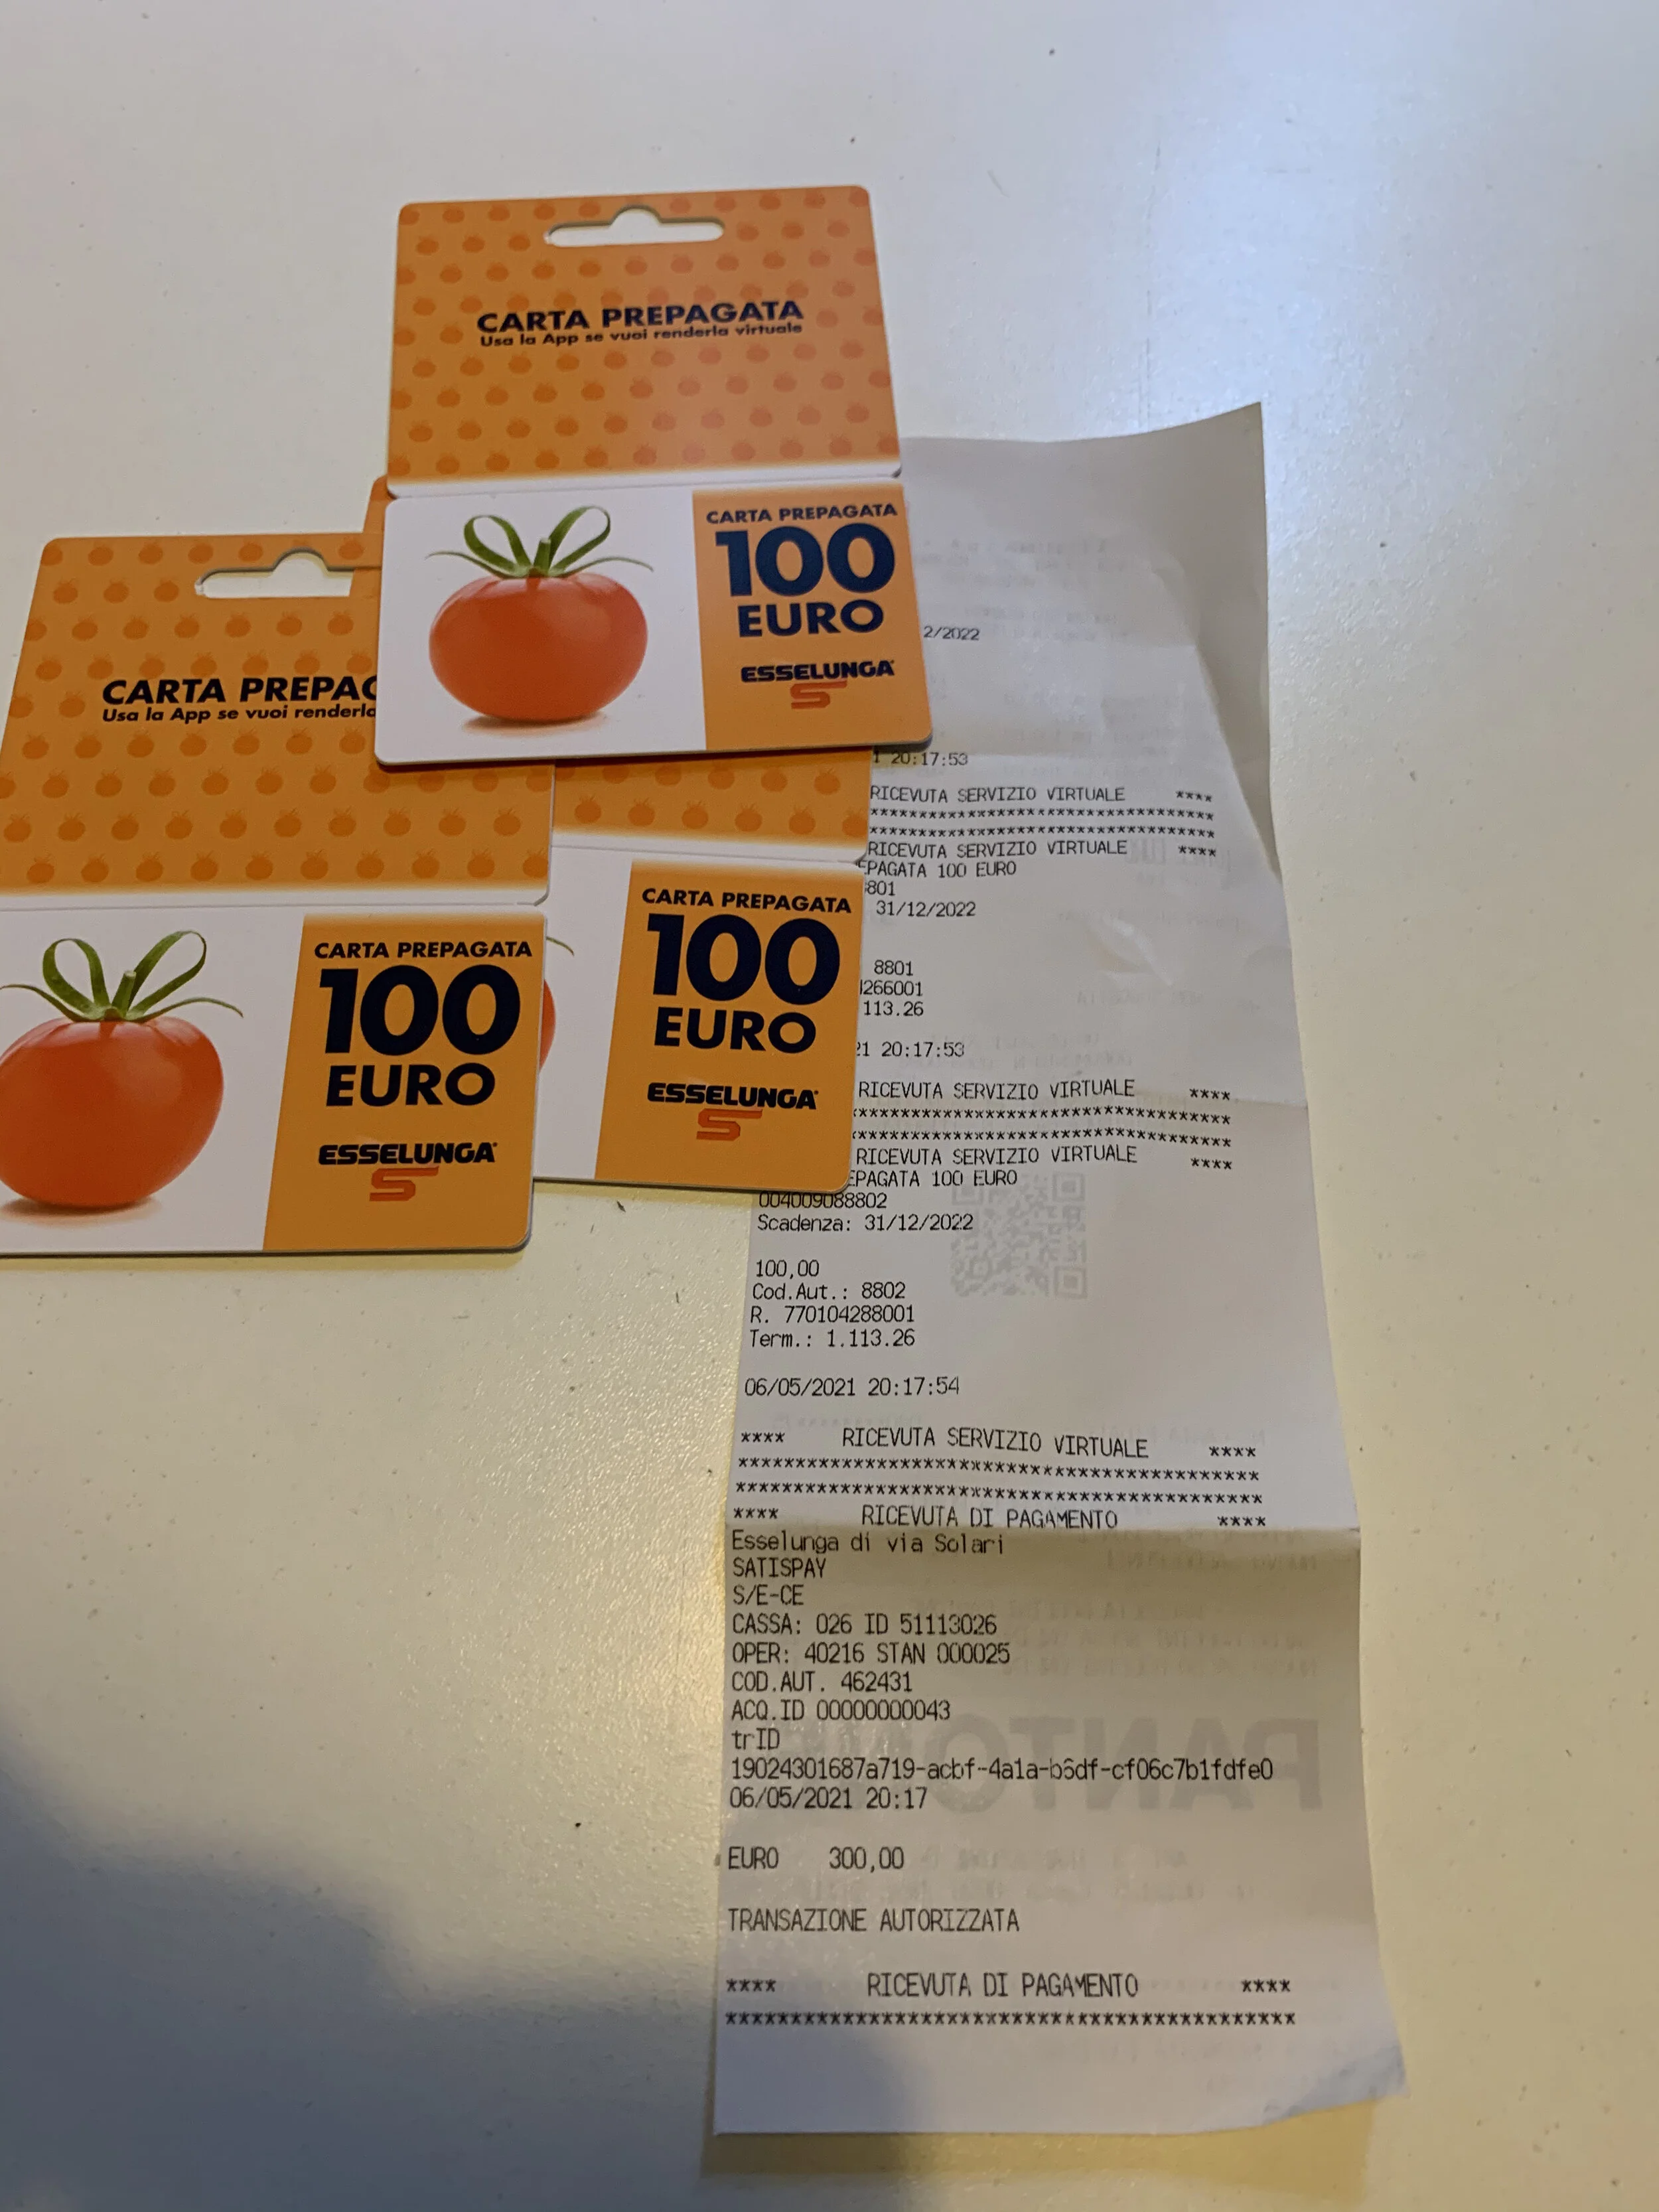 CARTA PREPAGATA
Usa la App se vuoi renderla virtuale
CARTA PREPAGATA
100
EURO
ESSELUNGA
CARTA PREPAG
Usa la App se vuoi renderla
CARTA PREPAGATA
100
EURO
ESSELUNGA
CARTA PREPAGATA
100
EURO
ESSELUNGA
2/2022
1 20:17:53
RICEVUTA SERVIZIO VIRTUALE ****
************************************
************************************
RICEVUTA SERVIZIO VIRTUALE ****
EPAGATA 100 EURO
8801
31/12/2022
8801
266001
113.26
21 20:17:53
RICEVUTA SERVIZIO VIRTUALE ****
**************************************
**************************************
RICEVUTA SERVIZIO VIRTUALE ****
EPAGATA 100 EURO
004009088802
Scadenza: 31/12/2022
100,00
Cod.Aut.: 8802
R. 770104288001
Term.: 1.113.26
06/05/2021 20:17:54
**** RICEVUTA SERVIZIO VIRTUALE ****
********************************************
********************************************
**** RICEVUTA DI PAGAMENTO ****
Esselunga di via Solari
SATISPAY
S/E-CE
CASSA: 026 ID 51113026
OPER: 40216 STAN 000025
COD.AUT. 462431
ACQ.ID 00000000043
trID
19024301687a719-acbf-4a1a-b6df-cf06c7b1fdfe0
06/05/2021 20:17
EURO 300,00
TRANSAZIONE AUTORIZZATA
**** RICEVUTA DI PAGAMENTO ****
********************************************